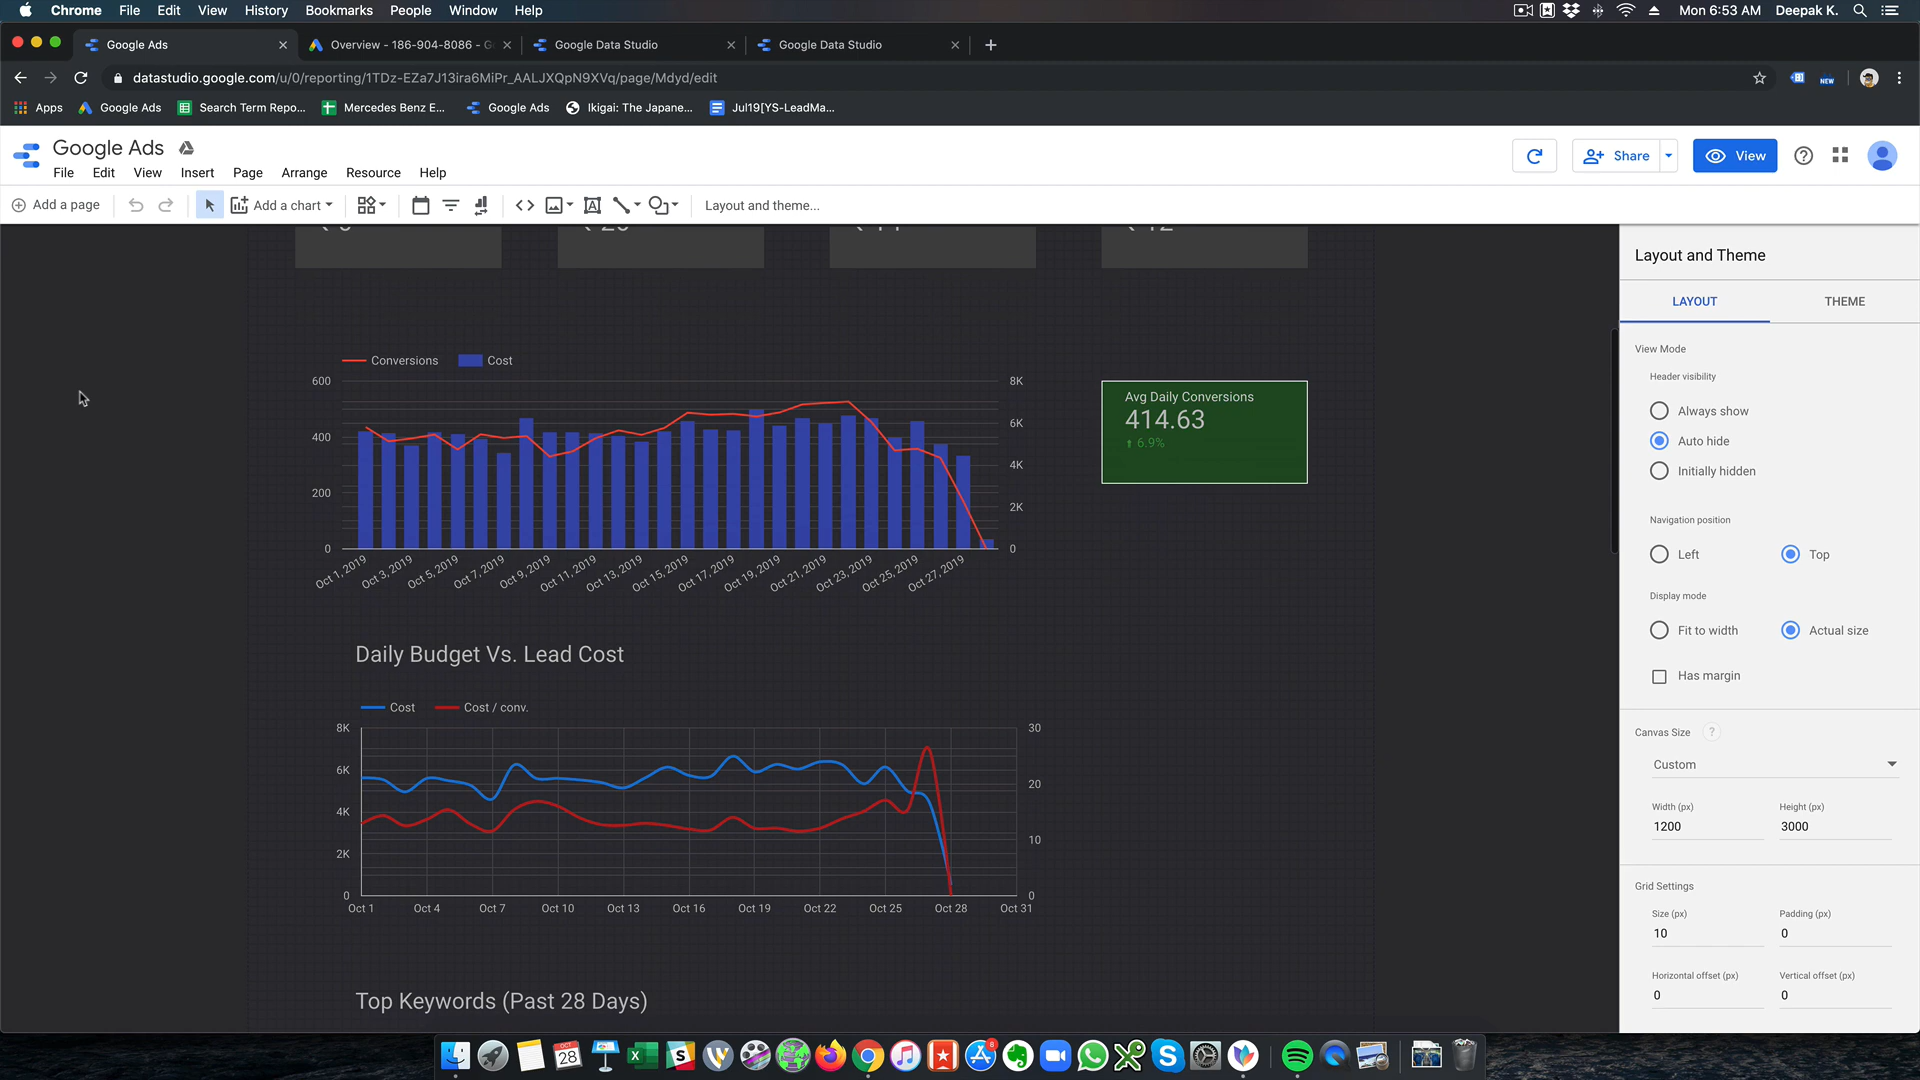 Chrome File Edit View History Bookmarks People Window Help Mon 6:53 AM Deepak K.
Google Ads Overview - 186-904-8086 - G Google Data Studio Google Data Studio
datastudio.google.com/u/0/reporting/1TDz-EZa7J13ira6MiPr_AALJXQpN9XVq/page/Mdyd/edit NEW
Apps Google Ads Search Term Repo... Mercedes Benz E... Google Ads Ikigai: The Japane... Jul19[YS-LeadMa...
Google Ads
Share View
File Edit View Insert Page Arrange Resource Help
Add a page Add a chart Layout and theme...
Layout and Theme
LAYOUT THEME
View Mode
Header visibility
Always show
Auto hide
Initially hidden
Navigation position
Left Top
Display mode
Fit to width Actual size
Has margin
Canvas Size ?
Custom
Width (px) Height (px)
1200 3000
Grid Settings
Size (px) Padding (px)
10 0
Horizontal offset (px) Vertical offset (px)
0 0
Conversions Cost
600 8K
400 6K
4K
200 2K
0 0
Oct 1, 2019 Oct 3, 2019 Oct 5, 2019 Oct 7, 2019 Oct 9, 2019 Oct 11, 2019 Oct 13, 2019 Oct 15, 2019 Oct 17, 2019 Oct 19, 2019 Oct 21, 2019 Oct 23, 2019 Oct 25, 2019 Oct 27, 2019
Avg Daily Conversions
414.63
6.9%
Daily Budget Vs. Lead Cost
Cost Cost / conv.
8K 30
6K 20
4K 10
2K
0 0
Oct 1 Oct 4 Oct 7 Oct 10 Oct 13 Oct 16 Oct 19 Oct 22 Oct 25 Oct 28 Oct 31
Top Keywords (Past 28 Days)
OCT
28
8